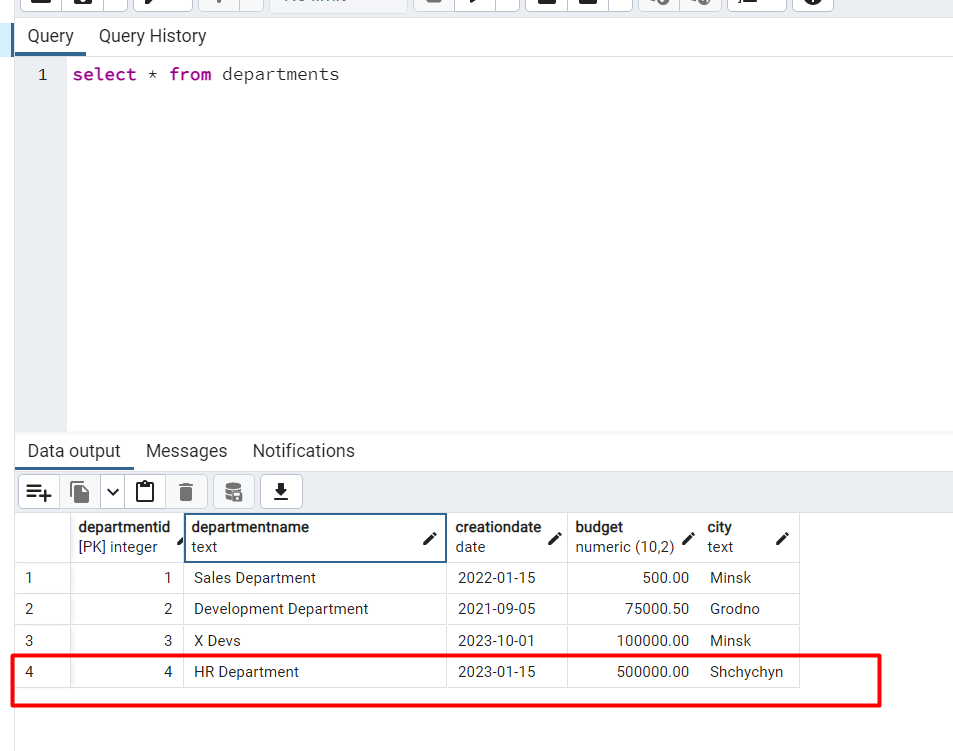 Query Query History
1 select * from departments
Data output Messages Notifications
departmentid departmentname creationdate budget city
[PK] integer text date numeric (10,2) text
1 1 Sales Department 2022-01-15 500.00 Minsk
2 2 Development Department 2021-09-05 75000.50 Grodno
3 3 X Devs 2023-10-01 100000.00 Minsk
4 4 HR Department 2023-01-15 500000.00 Shchychyn